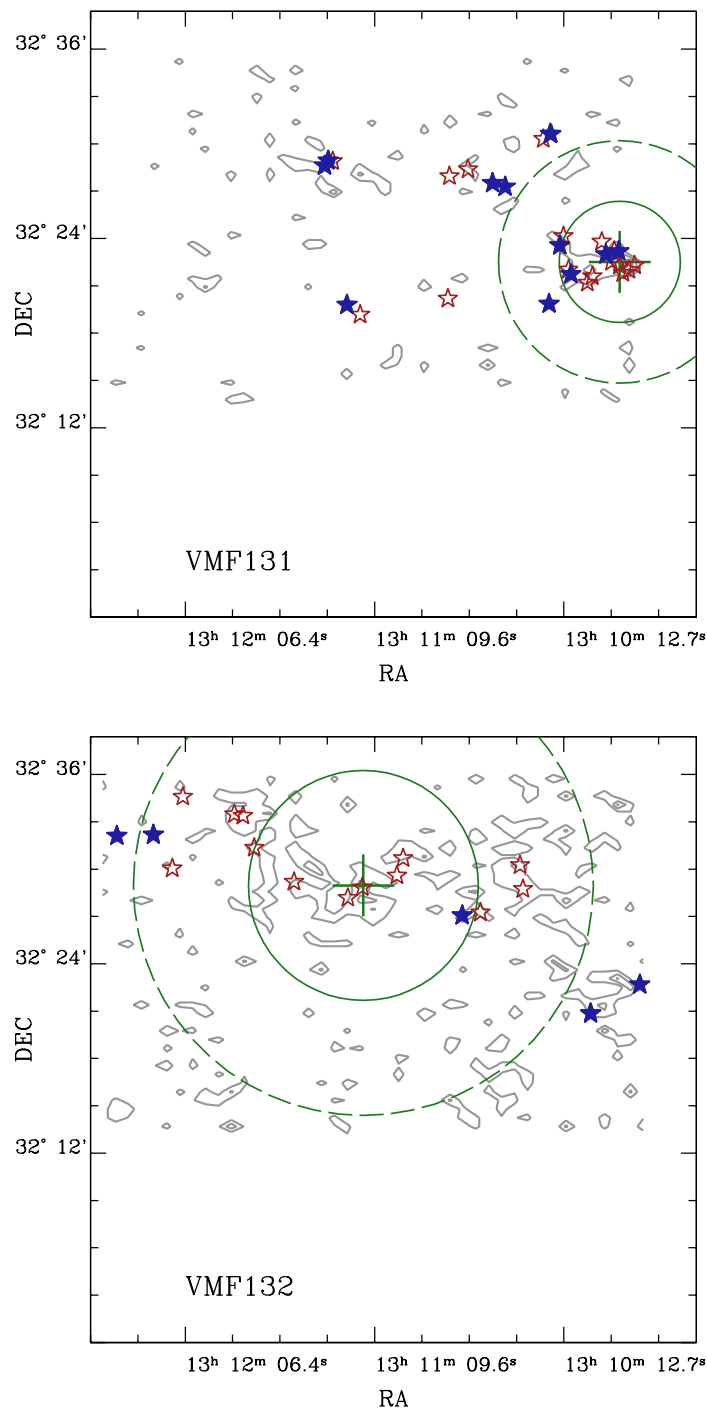 32° 36'
32° 24'
DEC
32° 12'
VMF131
13ʰ 12ᵐ 06.4ˢ 13ʰ 11ᵐ 09.6ˢ 13ʰ 10ᵐ 12.7ˢ
RA
32° 36'
32° 24'
DEC
32° 12'
VMF132
13ʰ 12ᵐ 06.4ˢ 13ʰ 11ᵐ 09.6ˢ 13ʰ 10ᵐ 12.7ˢ
RA